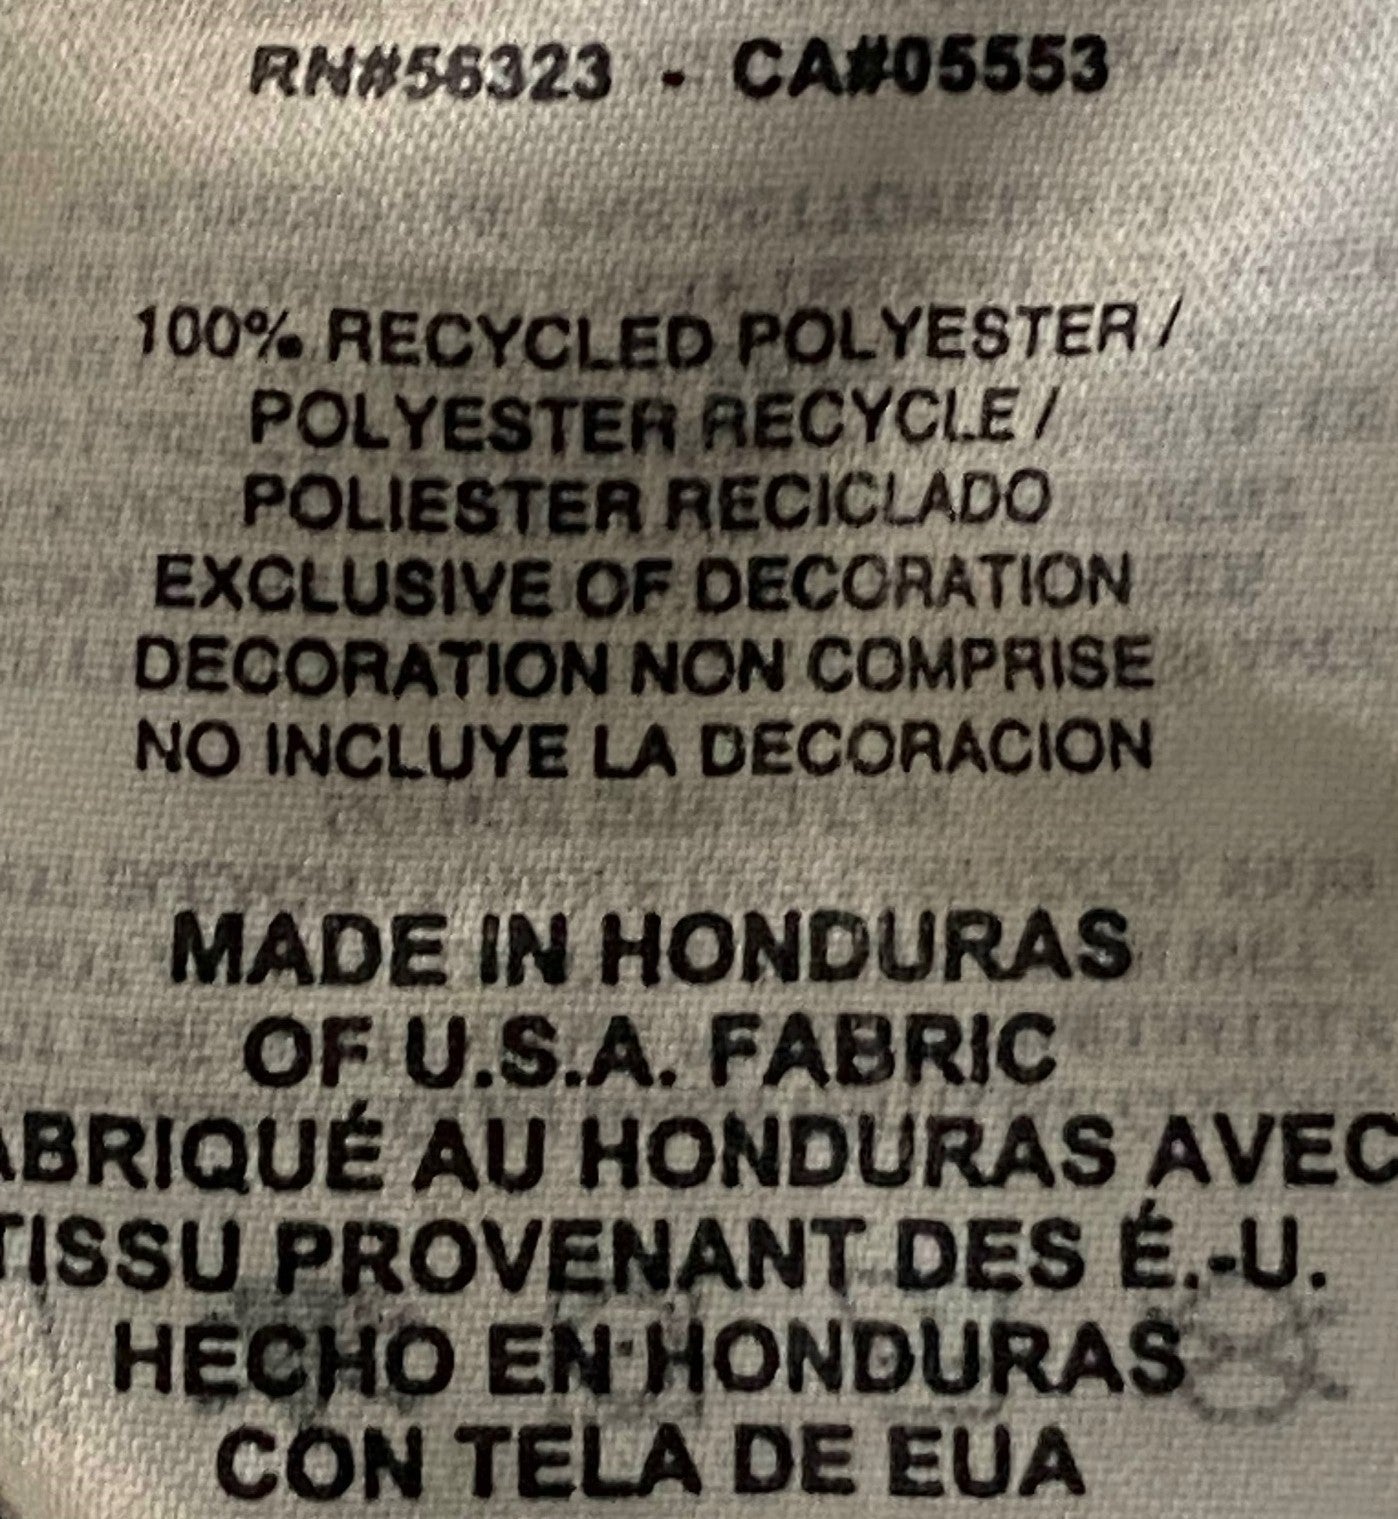 RN#56323 - CA#05553
100% RECYCLED POLYESTER /
POLYESTER RECYCLE /
POLIESTER RECICLADO
EXCLUSIVE OF DECORATION
DECORATION NON COMPRISE
NO INCLUYE LA DECORACION
MADE IN HONDURAS
OF U.S.A. FABRIC
ABRIQUÉ AU HONDURAS AVEC
TISSU PROVENANT DES É.-U.
HECHO EN HONDURAS
CON TELA DE EUA